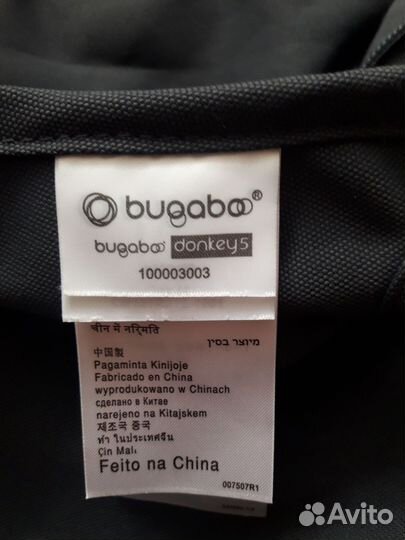 bugaboo®
bugaboo donkey5
100003003
चीन में निर्मित
מיוצר בסין
中国製
Pagaminta Kinijoje
Fabricado en China
wyprodukowano w Chinach
сделано в Китае
narejeno na Kitajskem
제조국 중국
ทำ ในประเทศจีน
Çin Malı
Feito na China
007507R1
Avito